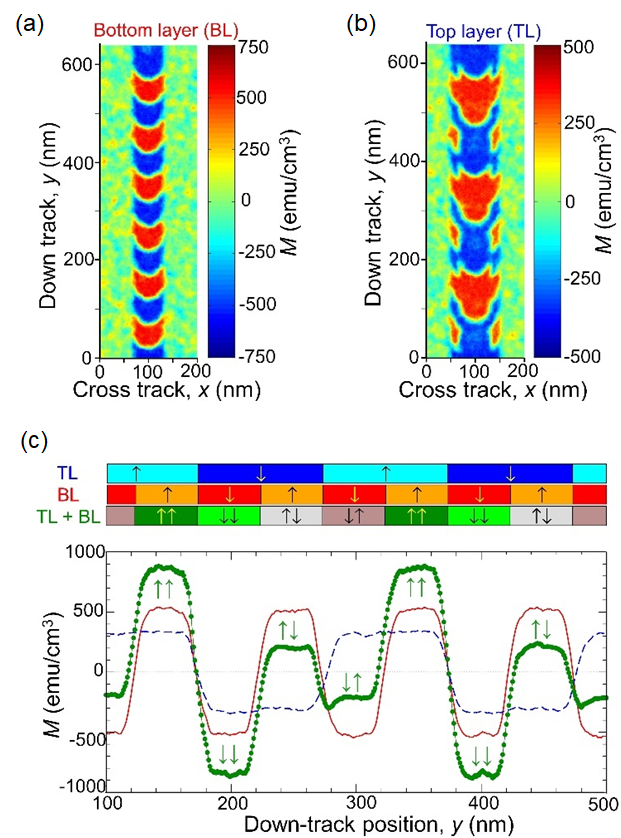 (a)
(b)
Bottom layer (BL)
Top layer (TL)
600
400
200
0
Down track, y (nm)
0
100
200
Cross track, x (nm)
750
500
250
0
-250
-500
-750
M (emu/cm³)
600
400
200
0
Down track, y (nm)
0
100
200
Cross track, x (nm)
500
250
0
-250
-500
M (emu/cm³)
(c)
TL ↑ ↓ ↑ ↓
BL ↑ ↓ ↑ ↓ ↑ ↓ ↑
TL + BL ↑↑ ↓↓ ↑↓ ↓↑ ↑↑ ↓↓ ↑↓
1000
500
0
-500
-1000
M (emu/cm³)
↑↑
↓↓
↑↓
↓↑
↑↑
↓↓
↑↓
100
200
300
400
500
Down-track position, y (nm)